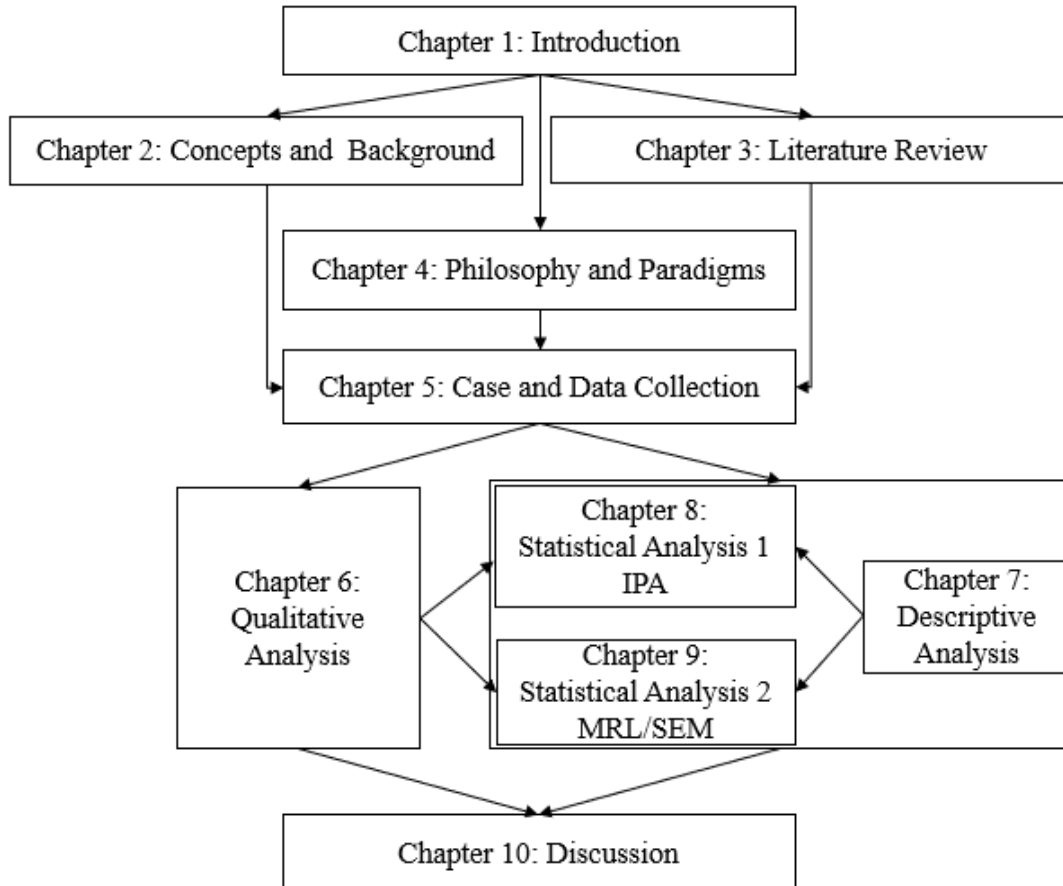 Chapter 1: Introduction
Chapter 2: Concepts and Background
Chapter 3: Literature Review
Chapter 4: Philosophy and Paradigms
Chapter 5: Case and Data Collection
Chapter 6:
Qualitative
Analysis
Chapter 8:
Statistical Analysis 1
IPA
Chapter 9:
Statistical Analysis 2
MRL/SEM
Chapter 7:
Descriptive
Analysis
Chapter 10: Discussion